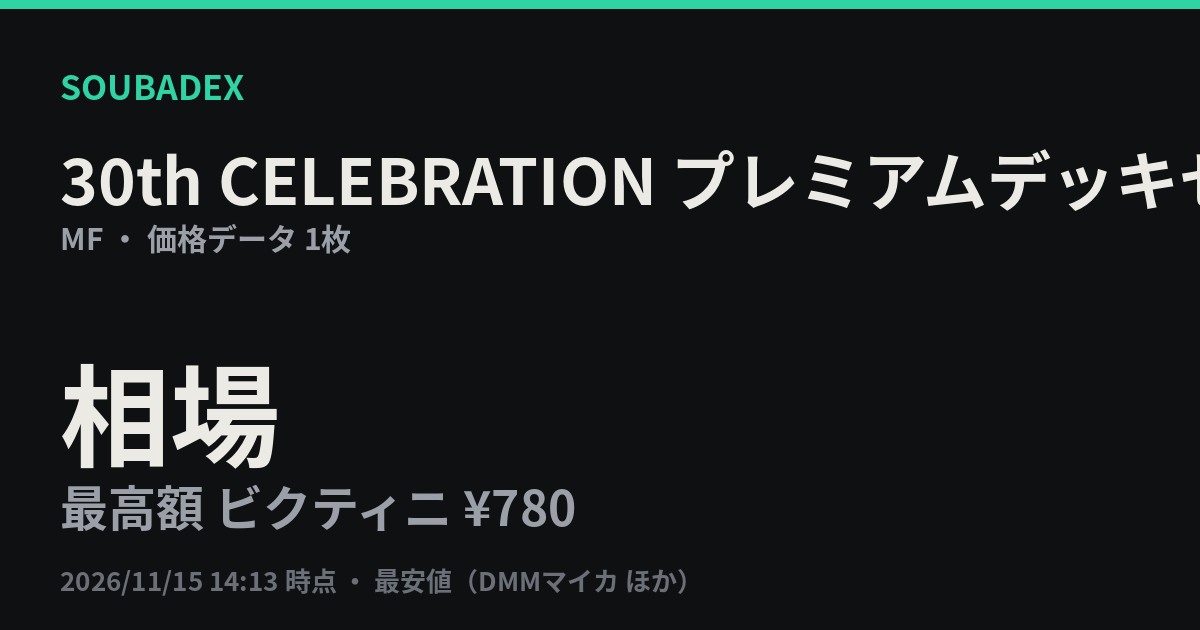 SOUBADEX
30th CELEBRATION プレミアムデッキセ
MF ・ 価格データ 1枚
相場
最高額 ビクティニ ¥780
2026/11/15 14:13 時点 ・ 最安値（DMMマイカ ほか）